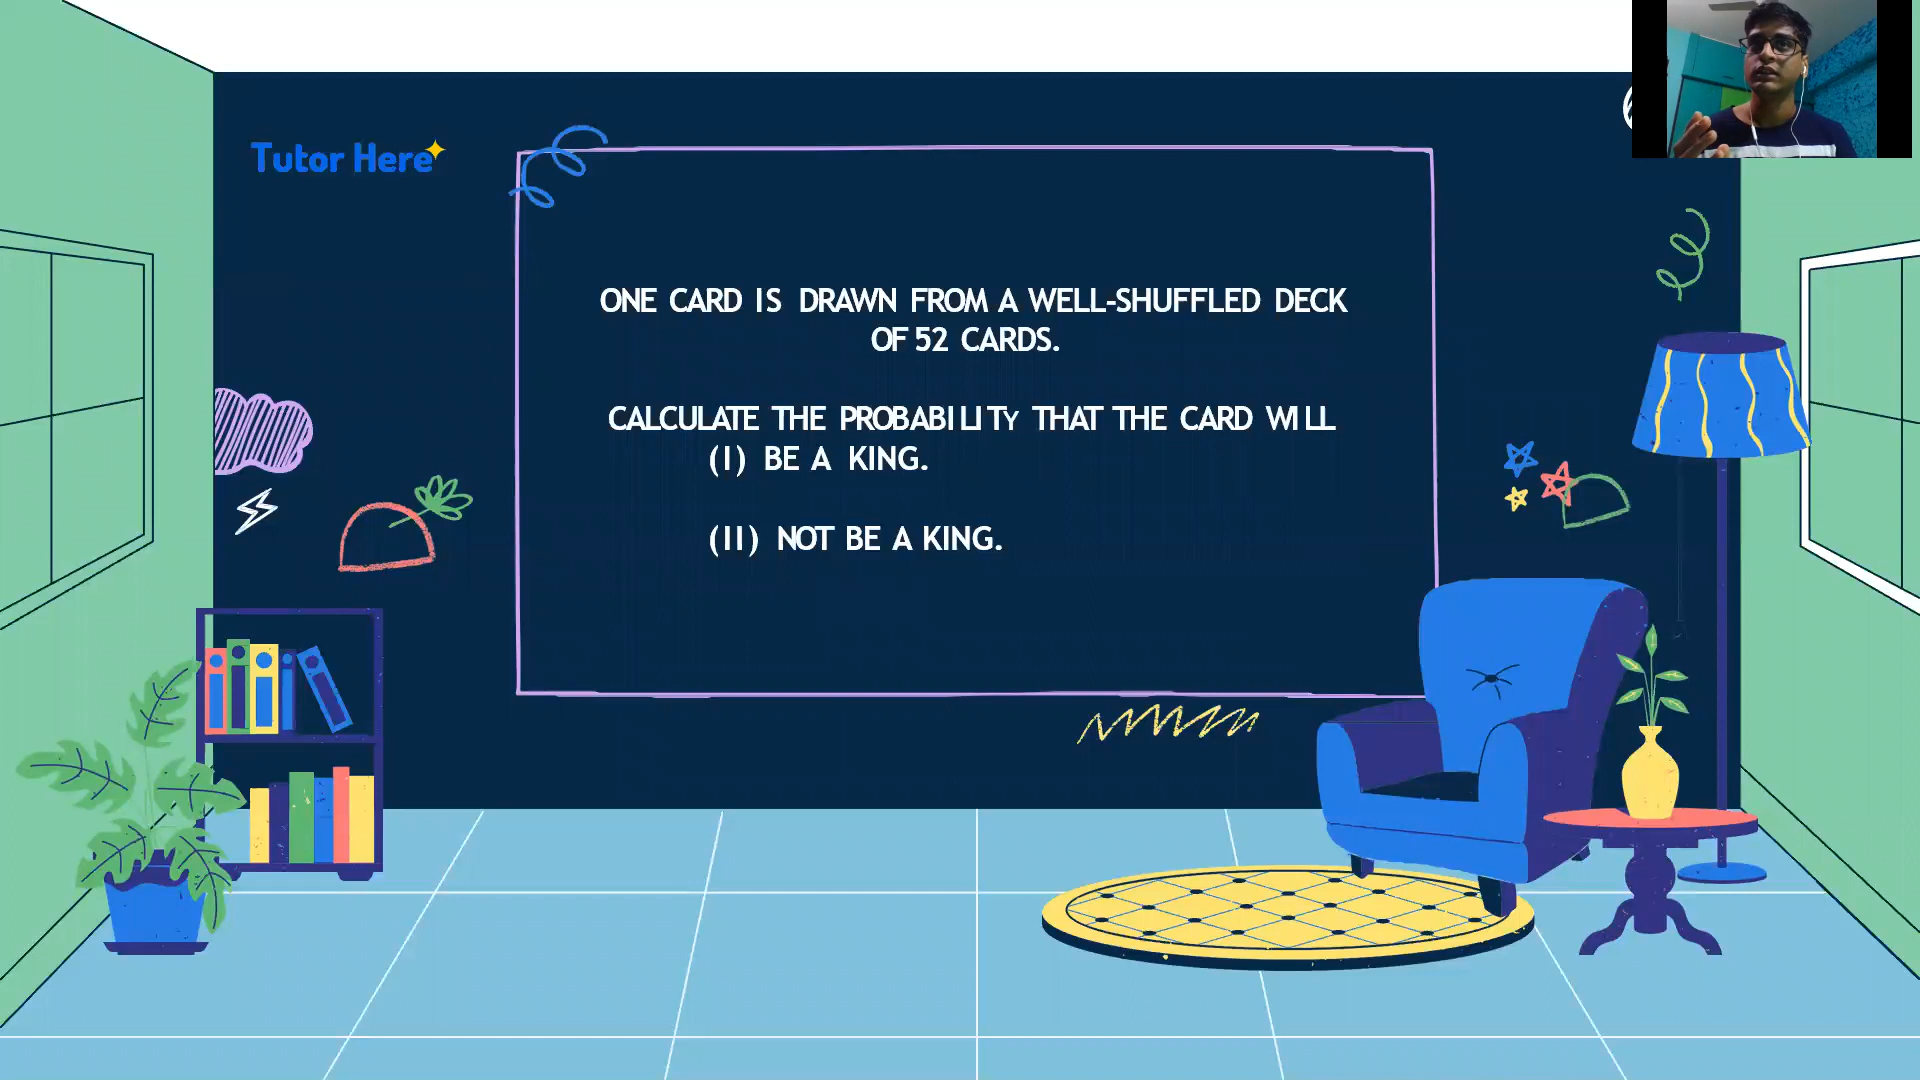 Tutor Here
ONE CARD IS DRAWN FROM A WELL-SHUFFLED DECK
OF 52 CARDS.
CALCULATE THE PROBABILITY THAT THE CARD WILL
(I) BE A KING.
(II) NOT BE A KING.